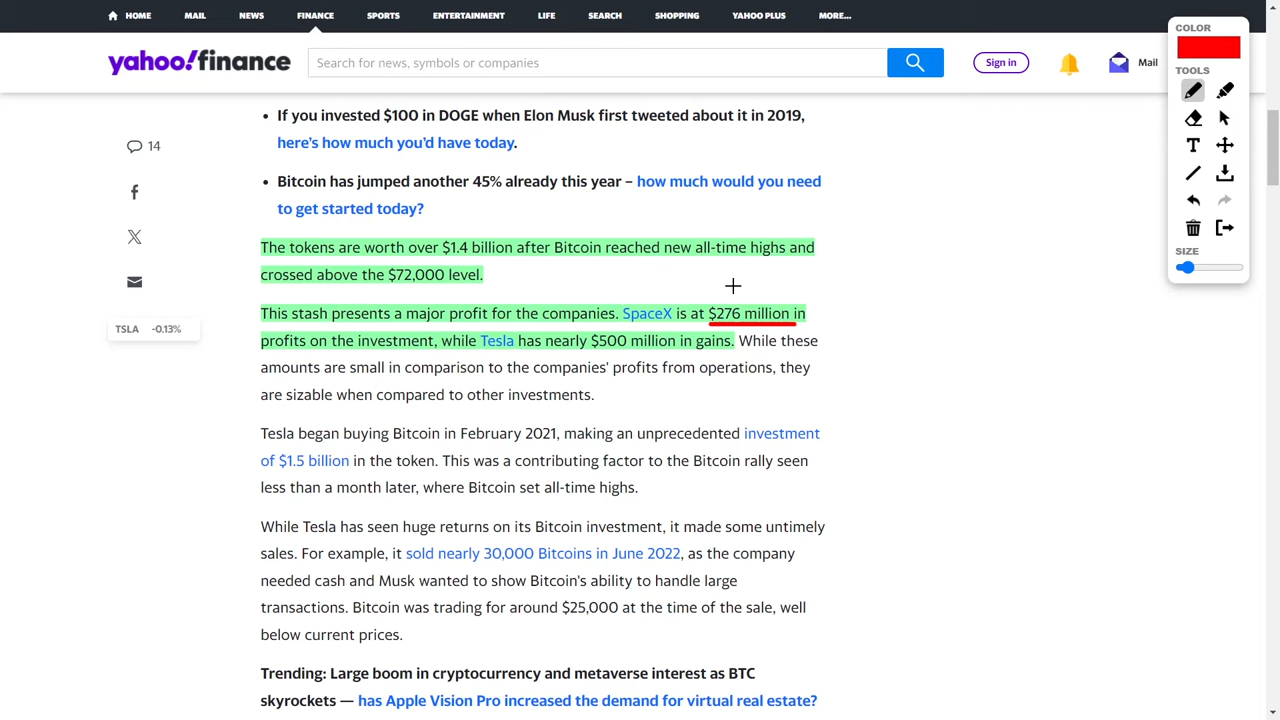 HOME MAIL NEWS FINANCE SPORTS ENTERTAINMENT LIFE SEARCH SHOPPING YAHOO PLUS MORE...
COLOR
yahoo!finance Search for news, symbols or companies Sign in Mail
TOOLS
• If you invested $100 in DOGE when Elon Musk first tweeted about it in 2019,
here's how much you'd have today.
14
T
• Bitcoin has jumped another 45% already this year – how much would you need
to get started today?
The tokens are worth over $1.4 billion after Bitcoin reached new all-time highs and
crossed above the $72,000 level.
SIZE
This stash presents a major profit for the companies. SpaceX is at $276 million in
profits on the investment, while Tesla has nearly $500 million in gains. While these
TSLA -0.13%
amounts are small in comparison to the companies' profits from operations, they
are sizable when compared to other investments.
Tesla began buying Bitcoin in February 2021, making an unprecedented investment
of $1.5 billion in the token. This was a contributing factor to the Bitcoin rally seen
less than a month later, where Bitcoin set all-time highs.
While Tesla has seen huge returns on its Bitcoin investment, it made some untimely
sales. For example, it sold nearly 30,000 Bitcoins in June 2022, as the company
needed cash and Musk wanted to show Bitcoin's ability to handle large
transactions. Bitcoin was trading for around $25,000 at the time of the sale, well
below current prices.
Trending: Large boom in cryptocurrency and metaverse interest as BTC
skyrockets — has Apple Vision Pro increased the demand for virtual real estate?